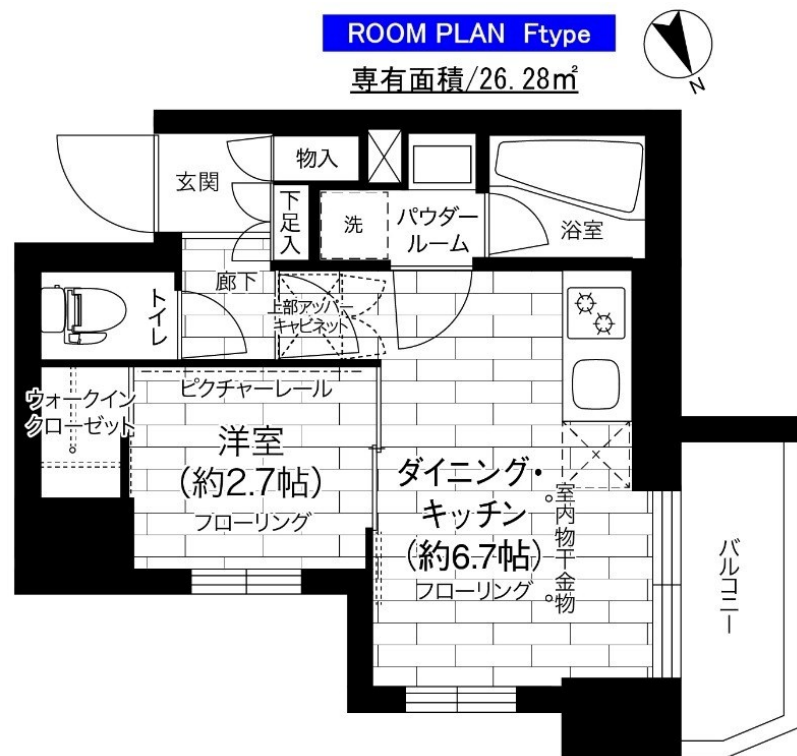 ROOM PLAN Ftype
専有面積/26.28㎡
N
玄関
物入
下足入
洗
パウダー
ルーム
浴室
廊下
トイレ
上部アッパー
キャビネット
ウォークイン
クローゼット
ピクチャーレール
洋室
(約2.7帖)
フローリング
ダイニング・
キッチン
(約6.7帖)
フローリング
室内物干金物
バルコニー